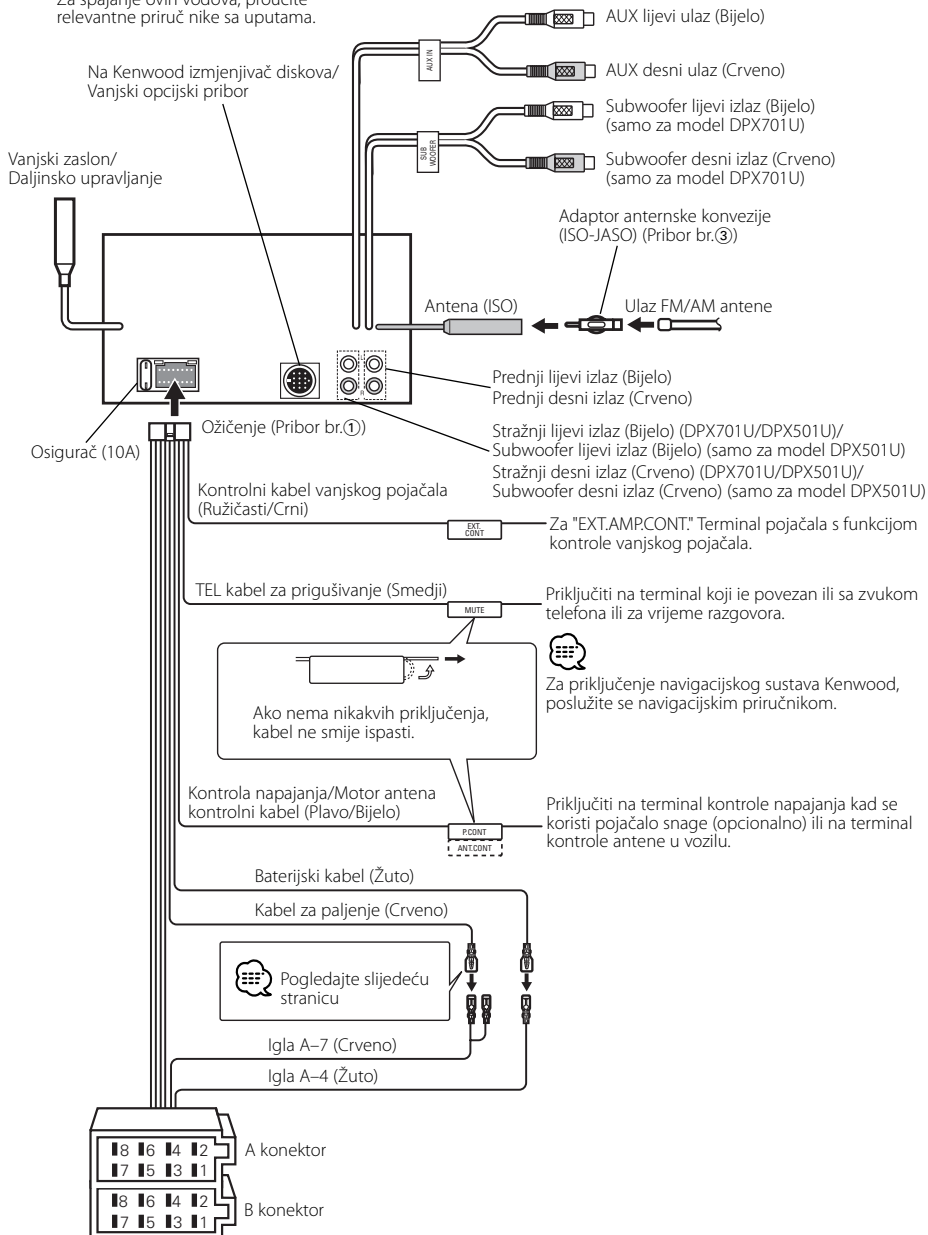 Za spajanje ovih vodova, proučite
relevantne priruč nike sa uputama.
AUX lijevi ulaz (Bijelo)
AUX IN
Na Kenwood izmjenjivač diskova/
Vanjski opcijski pribor
AUX desni ulaz (Crveno)
Subwoofer lijevi izlaz (Bijelo)
(samo za model DPX701U)
SUB
WOOFER
Vanjski zaslon/
Daljinsko upravljanje
Subwoofer desni izlaz (Crveno)
(samo za model DPX701U)
Adaptor anternske konvezije
(ISO-JASO) (Pribor br.③)
Antena (ISO)
Ulaz FM/AM antene
L
R
Prednji lijevi izlaz (Bijelo)
Prednji desni izlaz (Crveno)
Osigurač (10A)
Ožičenje (Pribor br.①)
Stražnji lijevi izlaz (Bijelo) (DPX701U/DPX501U)/
Subwoofer lijevi izlaz (Bijelo) (samo za model DPX501U)
Stražnji desni izlaz (Crveno) (DPX701U/DPX501U)/
Subwoofer desni izlaz (Crveno) (samo za model DPX501U)
Kontrolni kabel vanjskog pojačala
(Ružičasti/Crni)
EXT.
CONT
Za "EXT.AMP.CONT." Terminal pojačala s funkcijom
kontrole vanjskog pojačala.
TEL kabel za prigušivanje (Smedji)
MUTE
Priključiti na terminal koji ie povezan ili sa zvukom
telefona ili za vrijeme razgovora.
Za priključenje navigacijskog sustava Kenwood,
poslužite se navigacijskim priručnikom.
Ako nema nikakvih priključenja,
kabel ne smije ispasti.
Kontrola napajanja/Motor antena
kontrolni kabel (Plavo/Bijelo)
P.CONT
ANT.CONT
Priključiti na terminal kontrole napajanja kad se
koristi pojačalo snage (opcionalno) ili na terminal
kontrole antene u vozilu.
Baterijski kabel (Žuto)
Kabel za paljenje (Crveno)
Pogledajte slijedeću
stranicu
Igla A–7 (Crveno)
Igla A–4 (Žuto)
8 6 4 2
7 5 3 1
A konektor
8 6 4 2
7 5 3 1
B konektor